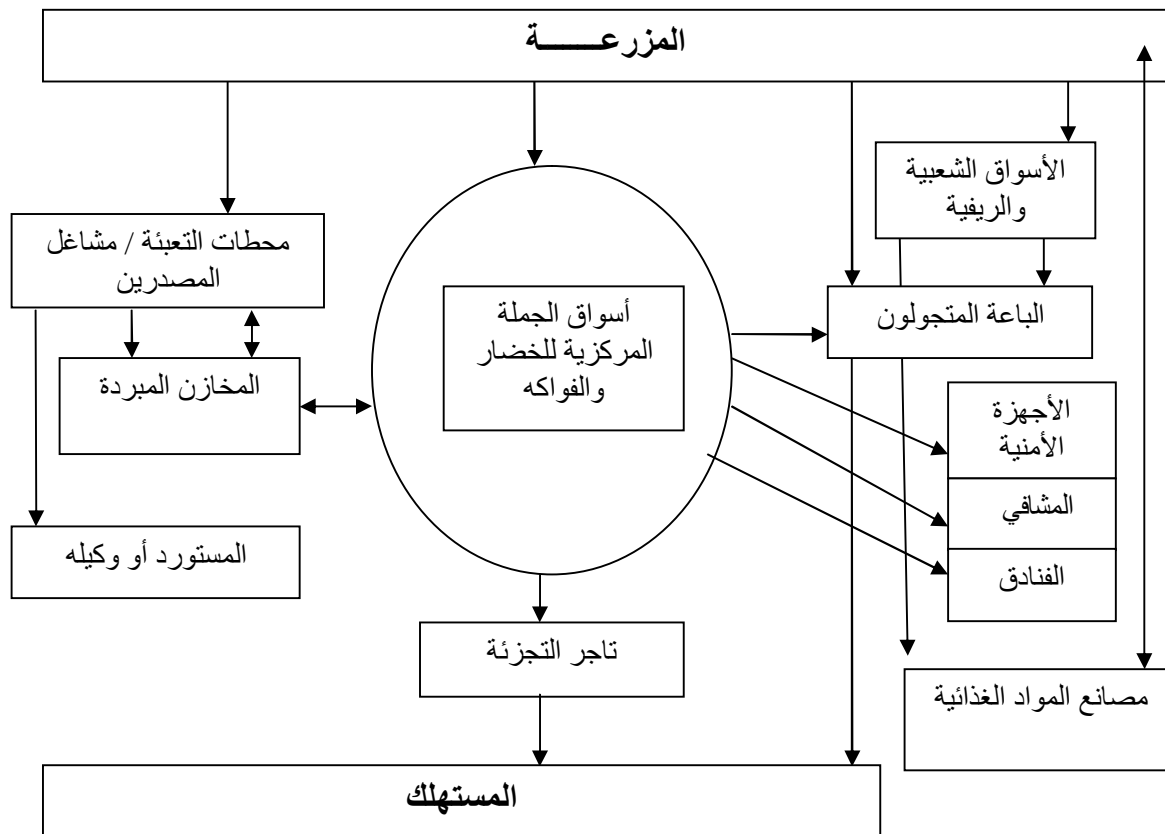 المزرعـــــــة
الأسواق الشعبية
والريفية
محطات التعبئة / مشاغل
المصدرين
أسواق الجملة
المركزية للخضار
والفواكه
الباعة المتجولون
المخازن المبردة
الأجهزة
الأمنية
المشافي
المستورد أو وكيله
الفنادق
تاجر التجزئة
مصانع المواد الغذائية
المستهلك